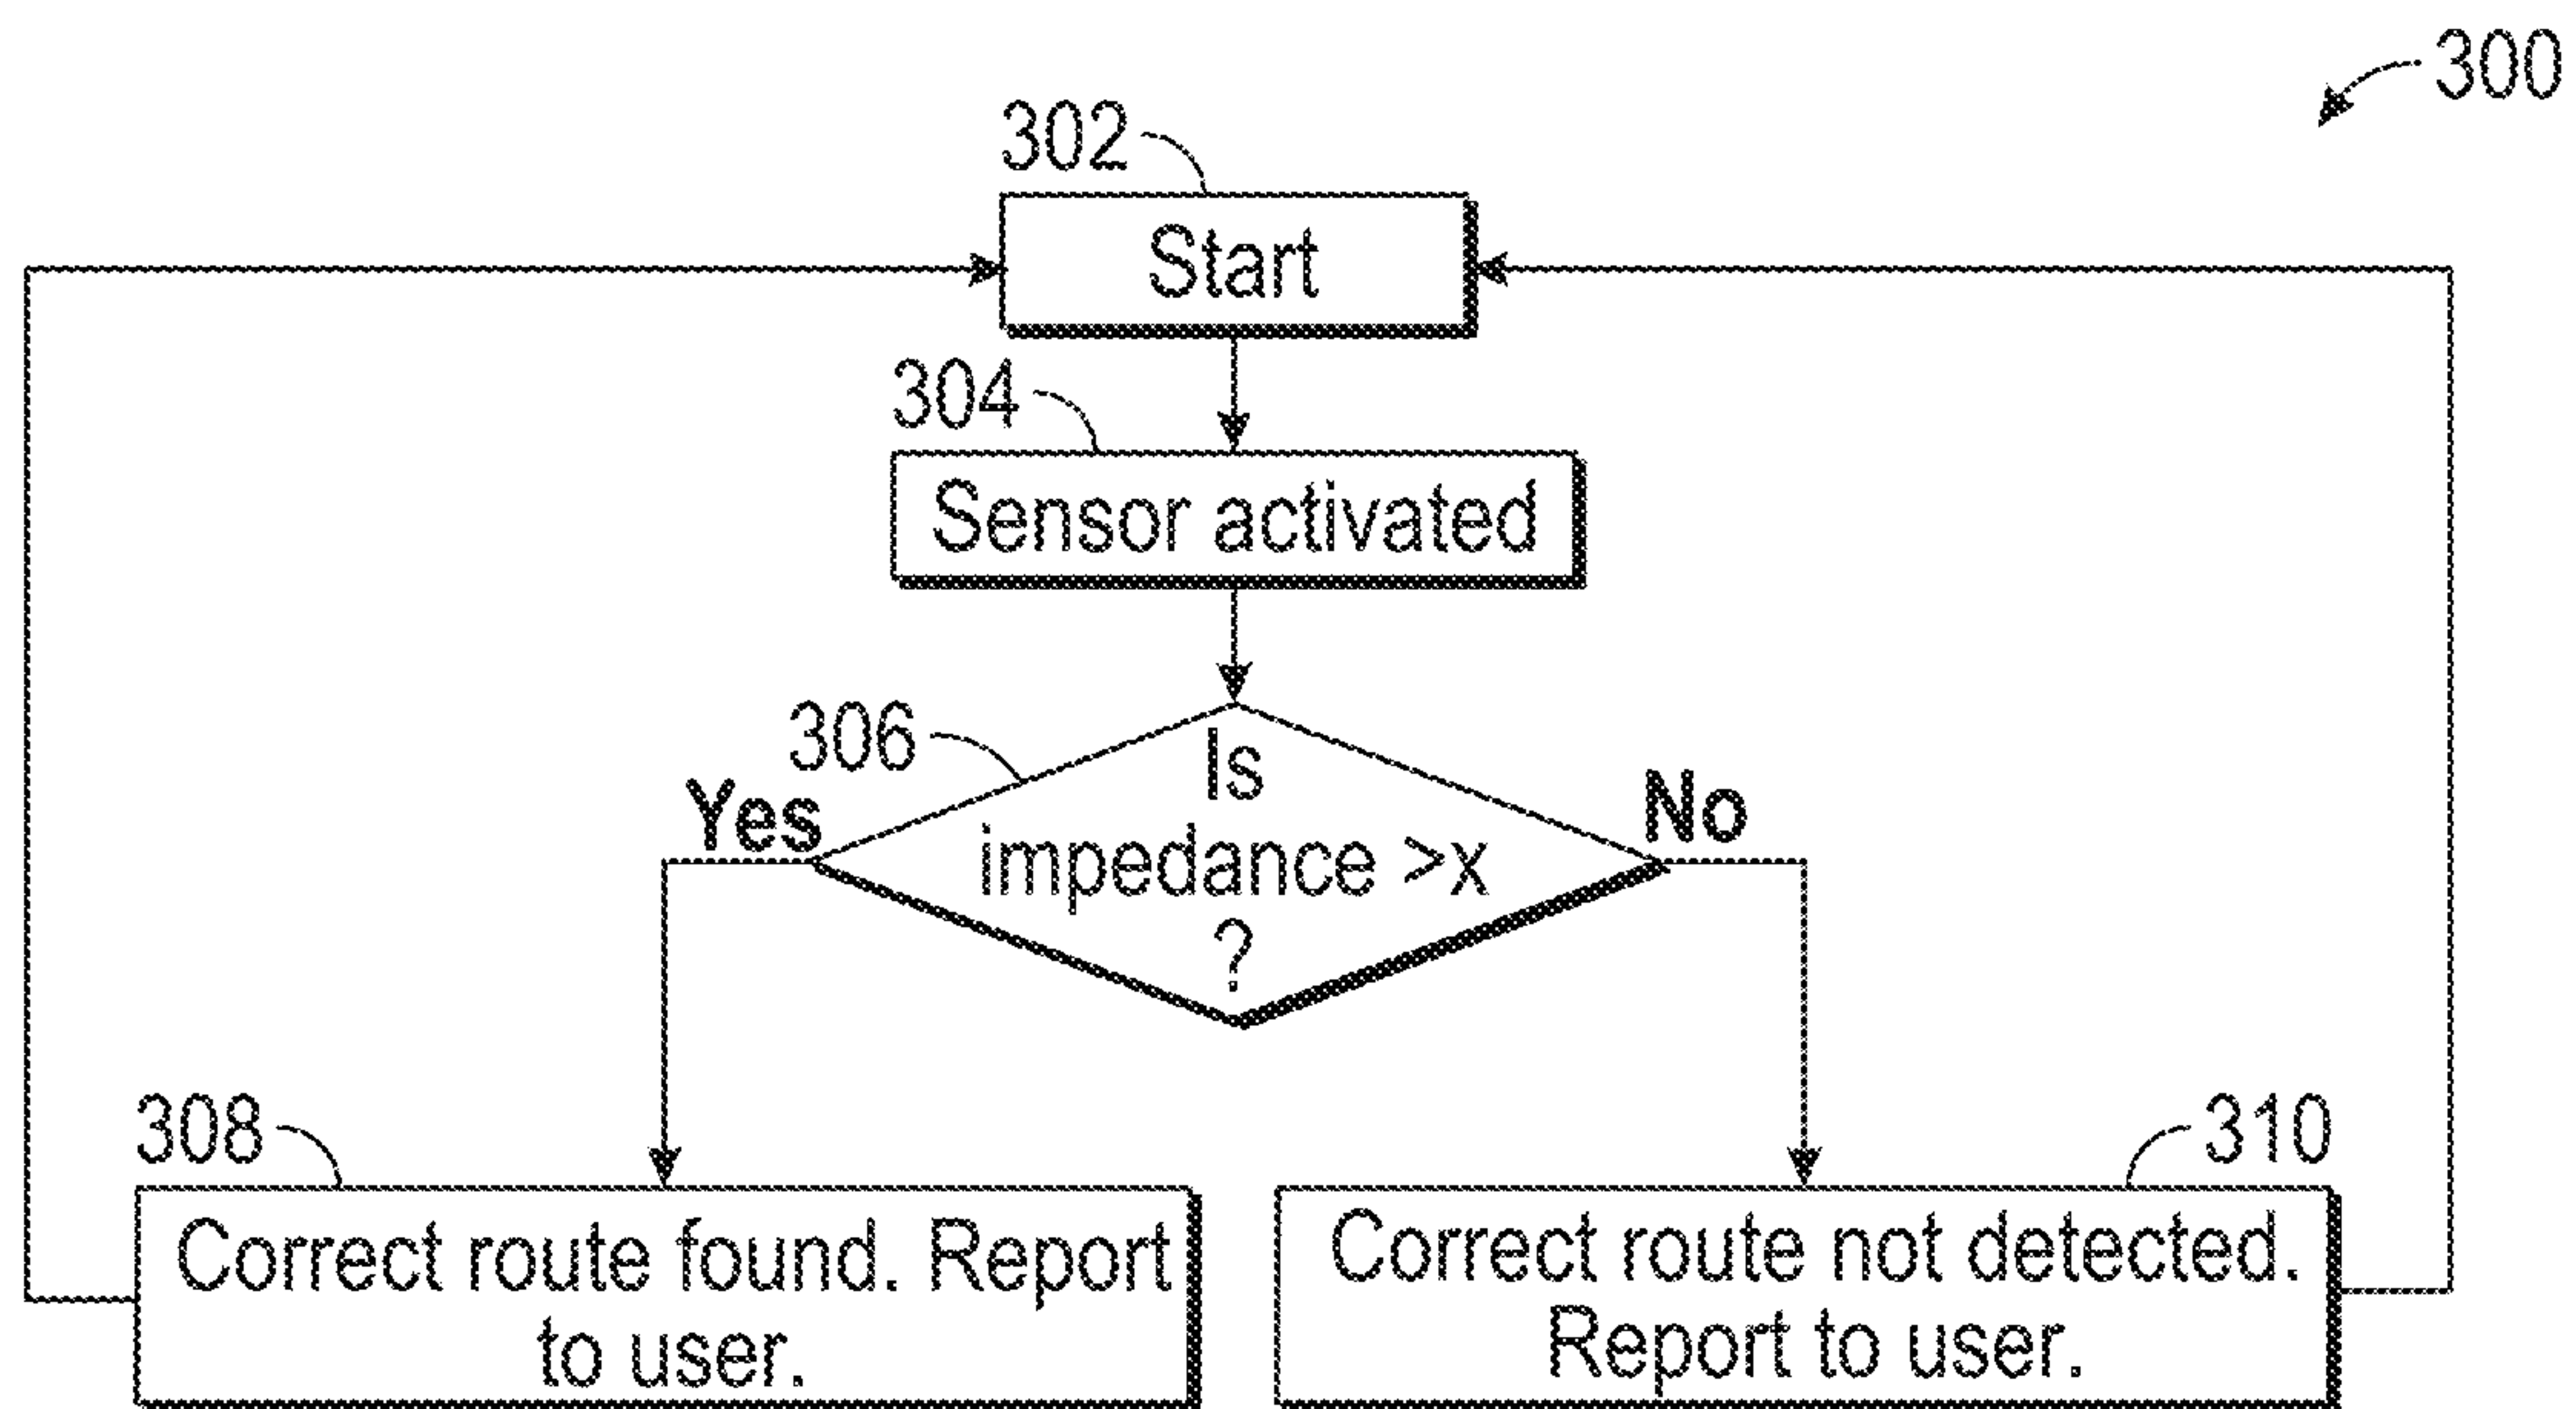 300
302
Start
304
Sensor activated
306
Yes
No
Is
impedance >x
?
308
310
Correct route found. Report
to user.
Correct route not detected.
Report to user.